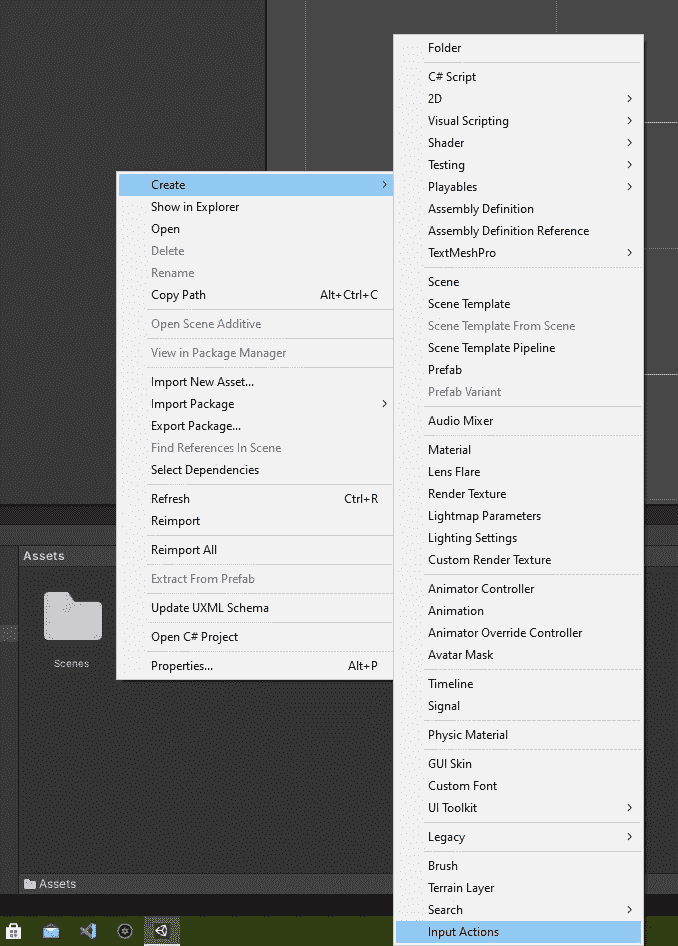 Create
Show in Explorer
Open
Delete
Rename
Copy Path Alt+Ctrl+C
Open Scene Additive
View in Package Manager
Import New Asset...
Import Package
Export Package...
Find References In Scene
Select Dependencies
Refresh Ctrl+R
Reimport
Reimport All
Extract From Prefab
Update UXML Schema
Open C# Project
Properties... Alt+P
Folder
C# Script
2D
Visual Scripting
Shader
Testing
Playables
Assembly Definition
Assembly Definition Reference
TextMeshPro
Scene
Scene Template
Scene Template From Scene
Scene Template Pipeline
Prefab
Prefab Variant
Audio Mixer
Material
Lens Flare
Render Texture
Lightmap Parameters
Lighting Settings
Custom Render Texture
Animator Controller
Animation
Animator Override Controller
Avatar Mask
Timeline
Signal
Physic Material
GUI Skin
Custom Font
UI Toolkit
Legacy
Brush
Terrain Layer
Search
Input Actions
Assets
Scenes
Assets